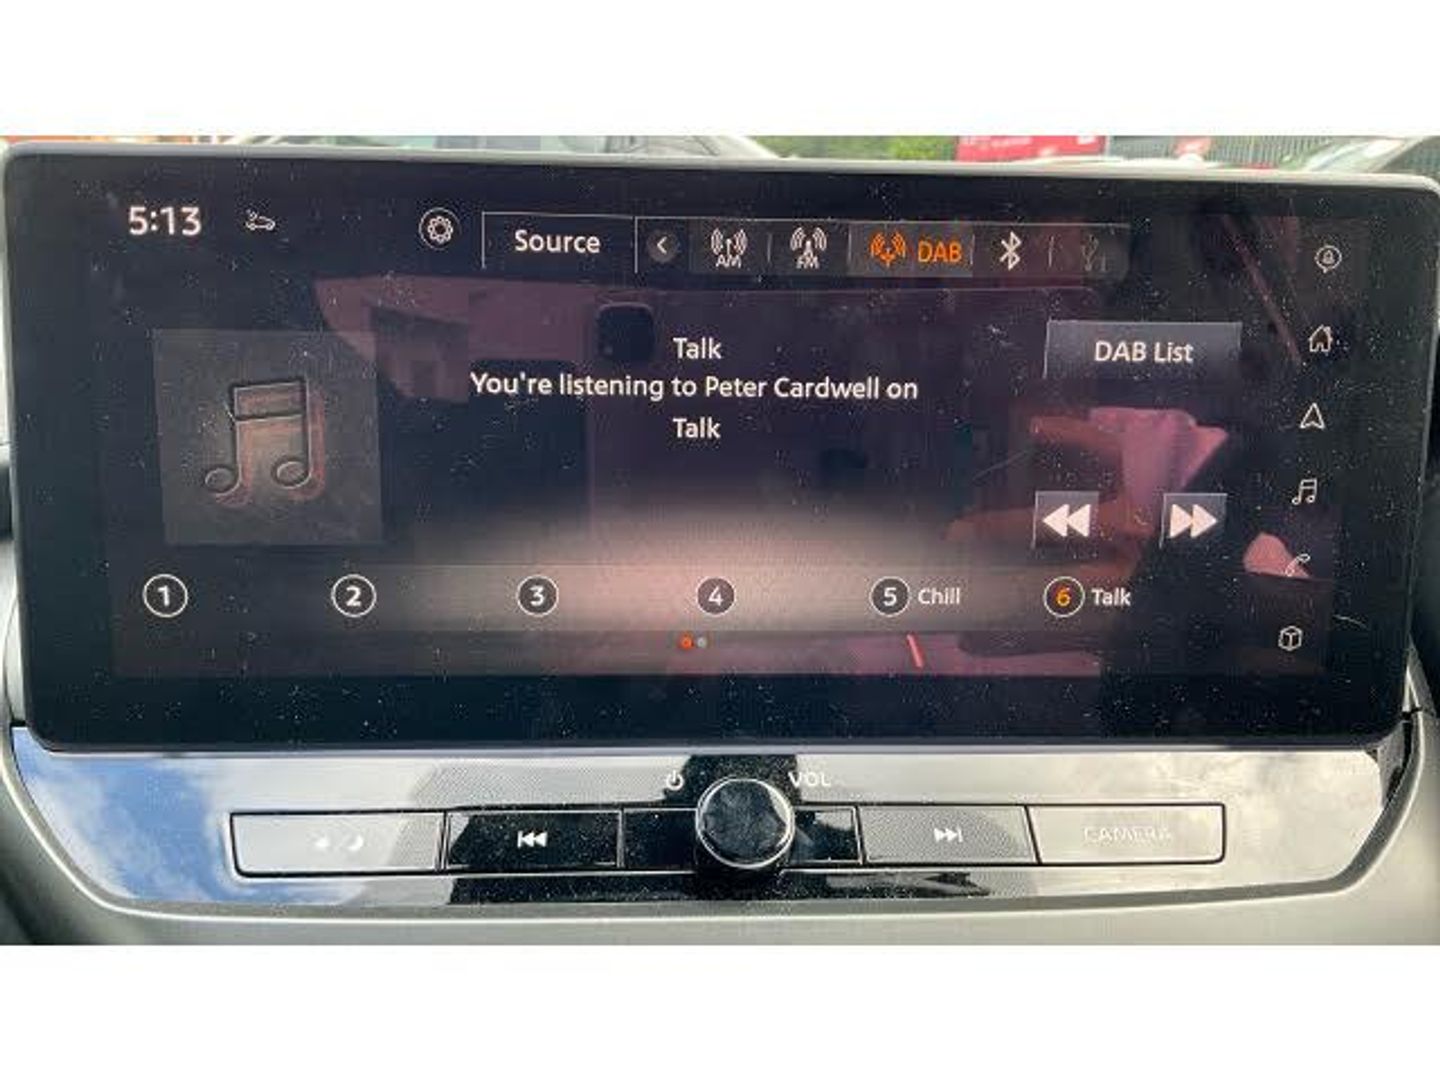 5:13
Source
AM
FM
DAB
Talk
You're listening to Peter Cardwell on
Talk
DAB List
1
2
3
4
5 Chill
6 Talk
VOL
CAMERA